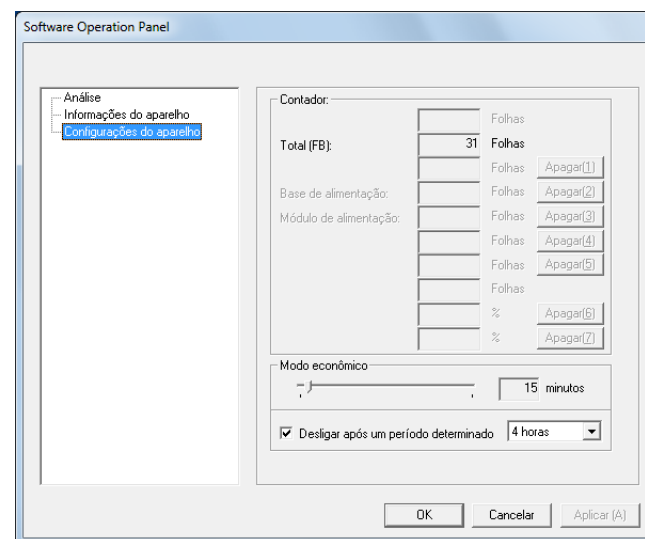 Software Operation Panel
Análise
Informações do aparelho
Configurações do aparelho
Contador:
Folhas
Total (FB): 31 Folhas
Folhas Apagar(1)
Base de alimentação: Folhas Apagar(2)
Módulo de alimentação: Folhas Apagar(3)
Folhas Apagar(4)
Folhas Apagar(5)
Folhas
% Apagar(6)
% Apagar(7)
Modo econômico
15 minutos
Desligar após um período determinado 4 horas
OK Cancelar Aplicar (A)